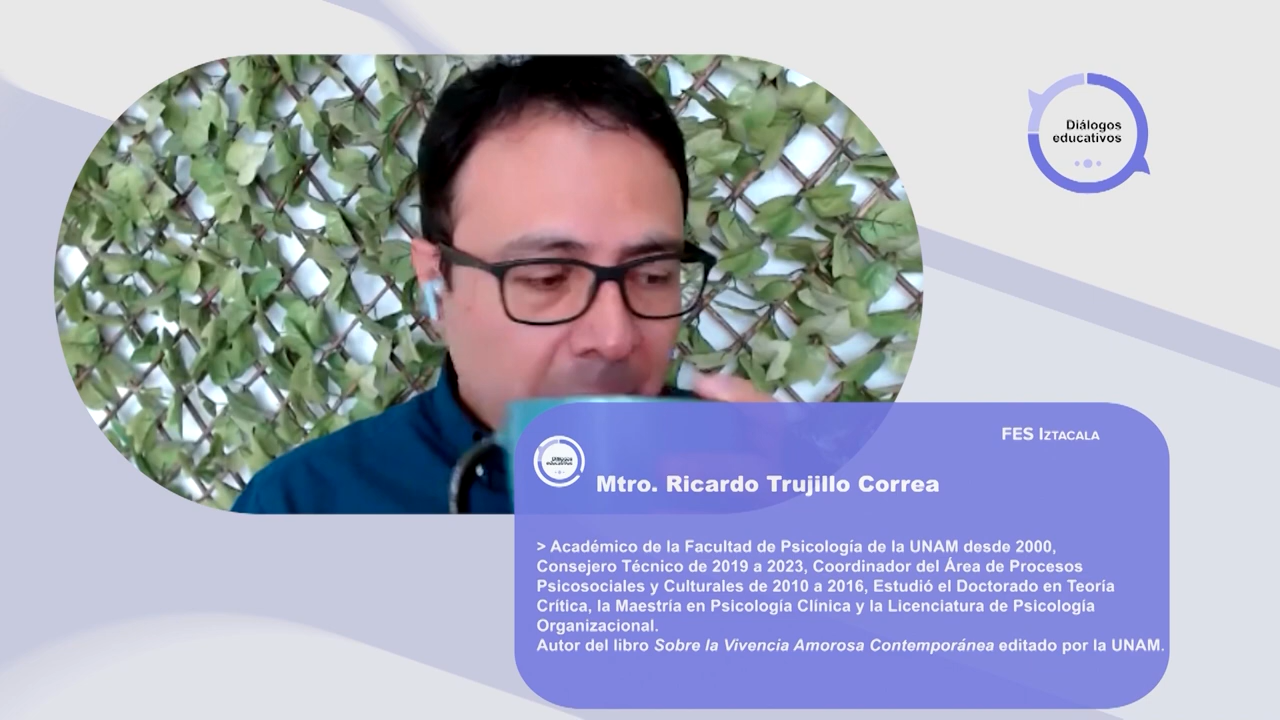 Diálogos
educativos
FES IZTACALA
Diálogos
educativos
Mtro. Ricardo Trujillo Correa
> Académico de la Facultad de Psicología de la UNAM desde 2000,
Consejero Técnico de 2019 a 2023, Coordinador del Área de Procesos
Psicosociales y Culturales de 2010 a 2016, Estudió el Doctorado en Teoría
Crítica, la Maestría en Psicología Clínica y la Licenciatura de Psicología
Organizacional.
Autor del libro Sobre la Vivencia Amorosa Contemporánea editado por la UNAM.